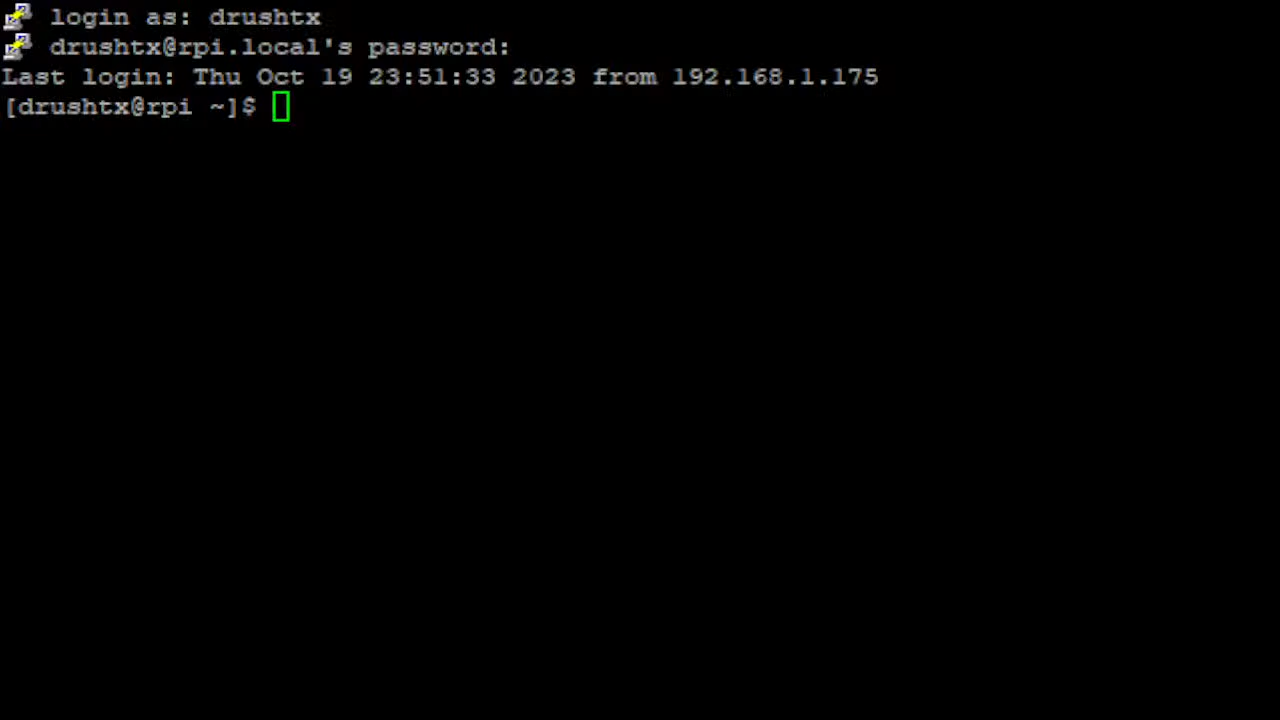 login as: drushtx
drushtx@rpi.local's password:
Last login: Thu Oct 19 23:51:33 2023 from 192.168.1.175
[drushtx@rpi ~]$